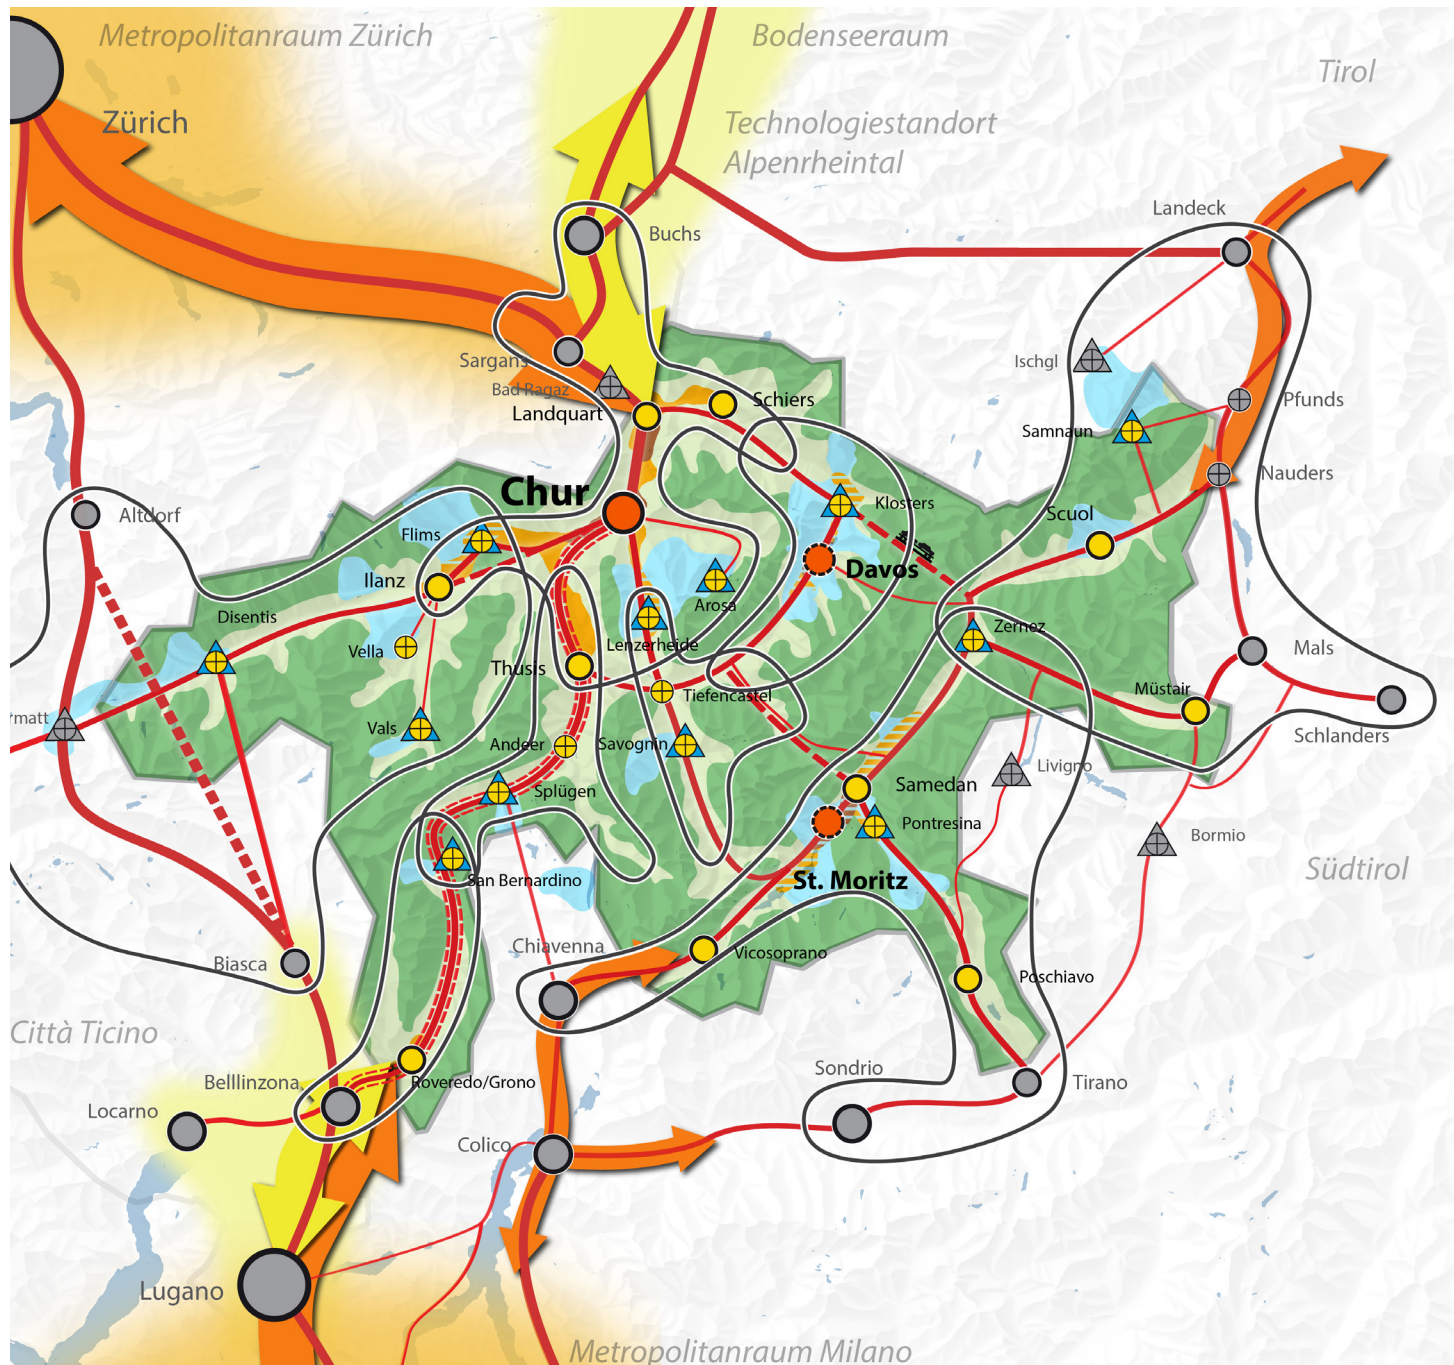 Metropolitanraum Zürich
Bodenseeraum
Tirol
Zürich
Technologiestandort
Alpenrheintal
Landeck
Buchs
Sargans
Ischgl
Bad Ragaz
Landquart
Schiers
Pfunds
Samnaun
Chur
Nauders
Altdorf
Flims
Klosters
Scuol
Ilanz
Davos
Arosa
Disentis
Zernez
Vella
Lenzerheide
Mals
Thusis
Müstair
Tiefencastel
rmatt
Vals
Andeer
Savognin
Schlanders
Livigno
Splügen
Samedan
Pontresina
Bormio
San Bernardino
St. Moritz
Südtirol
Chiavenna
Vicosoprano
Biasca
Poschiavo
Città Ticino
Sondrio
Belllinzona
Roveredo/Grono
Tirano
Locarno
Colico
Lugano
Metropolitanraum Milano